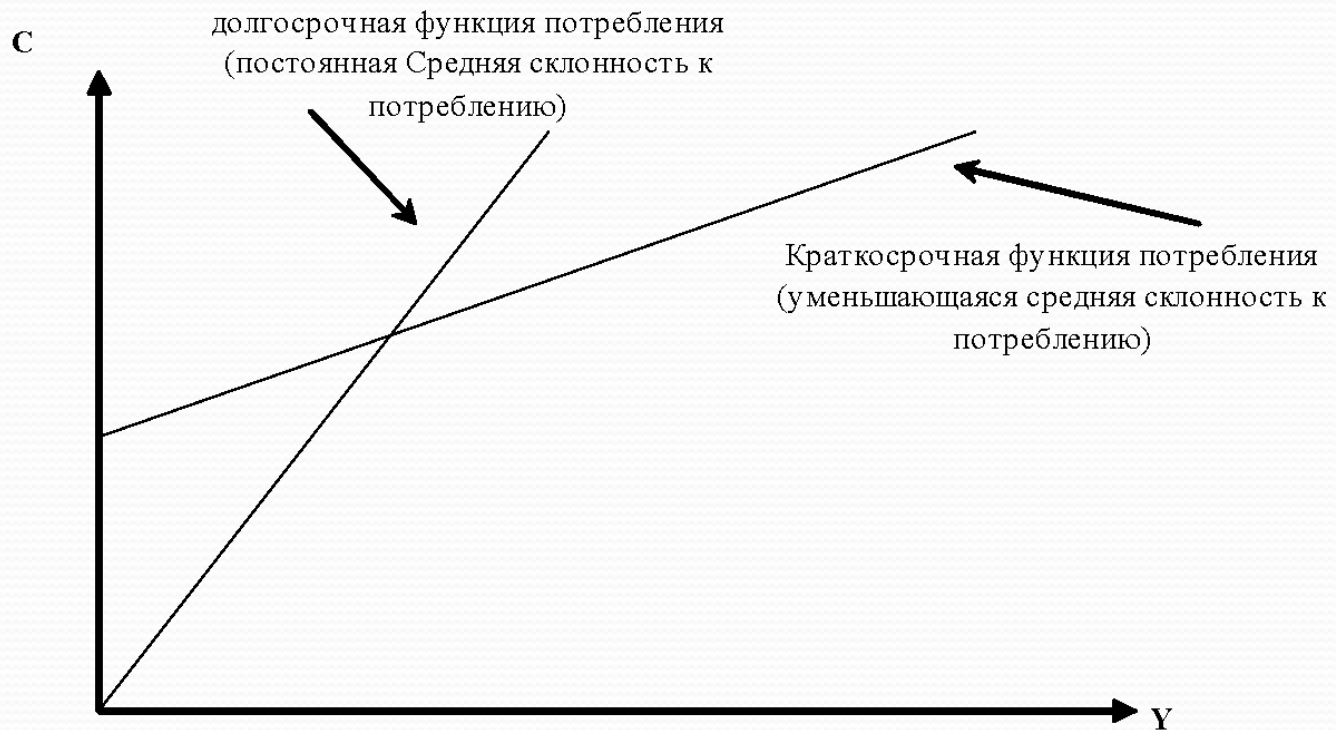 C
долгосрочная функция потребления
(постоянная Средняя склонность к
потреблению)
Краткосрочная функция потребления
(уменьшающаяся средняя склонность к
потреблению)
Y